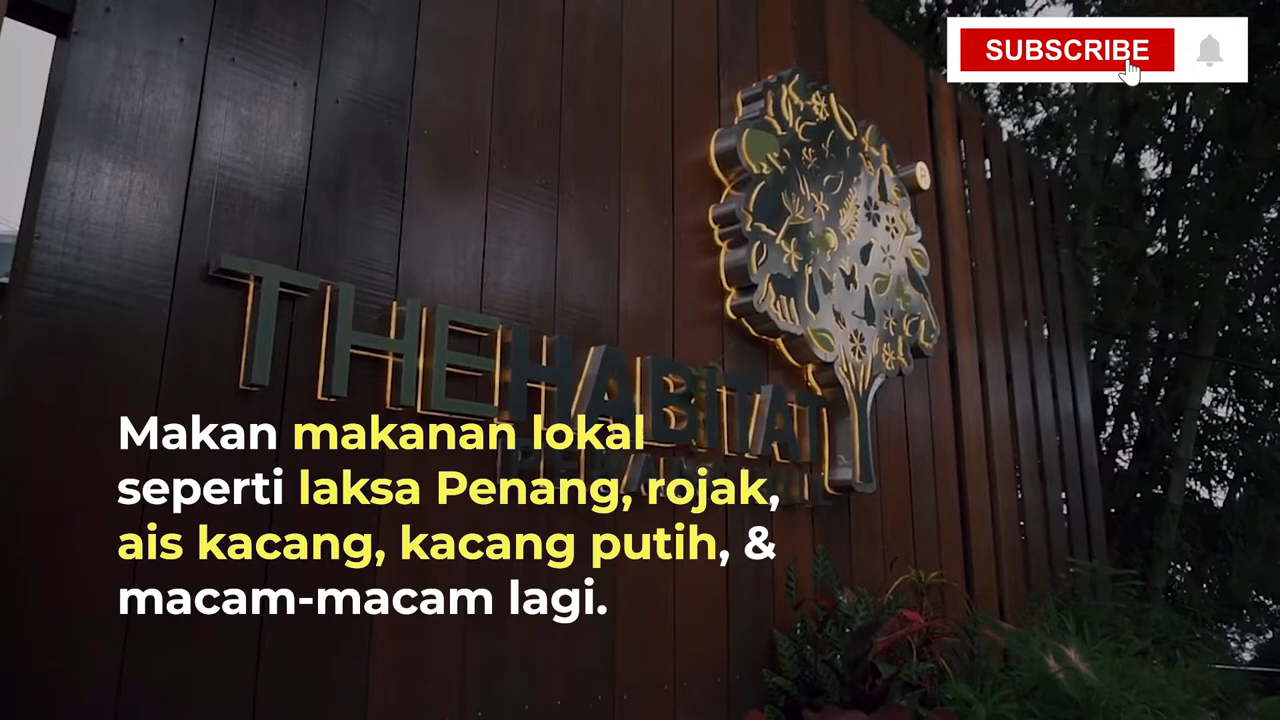 SUBSCRIBE
THE HABITAT
Makan makanan lokal
seperti laksa Penang, rojak,
ais kacang, kacang putih, &
macam-macam lagi.